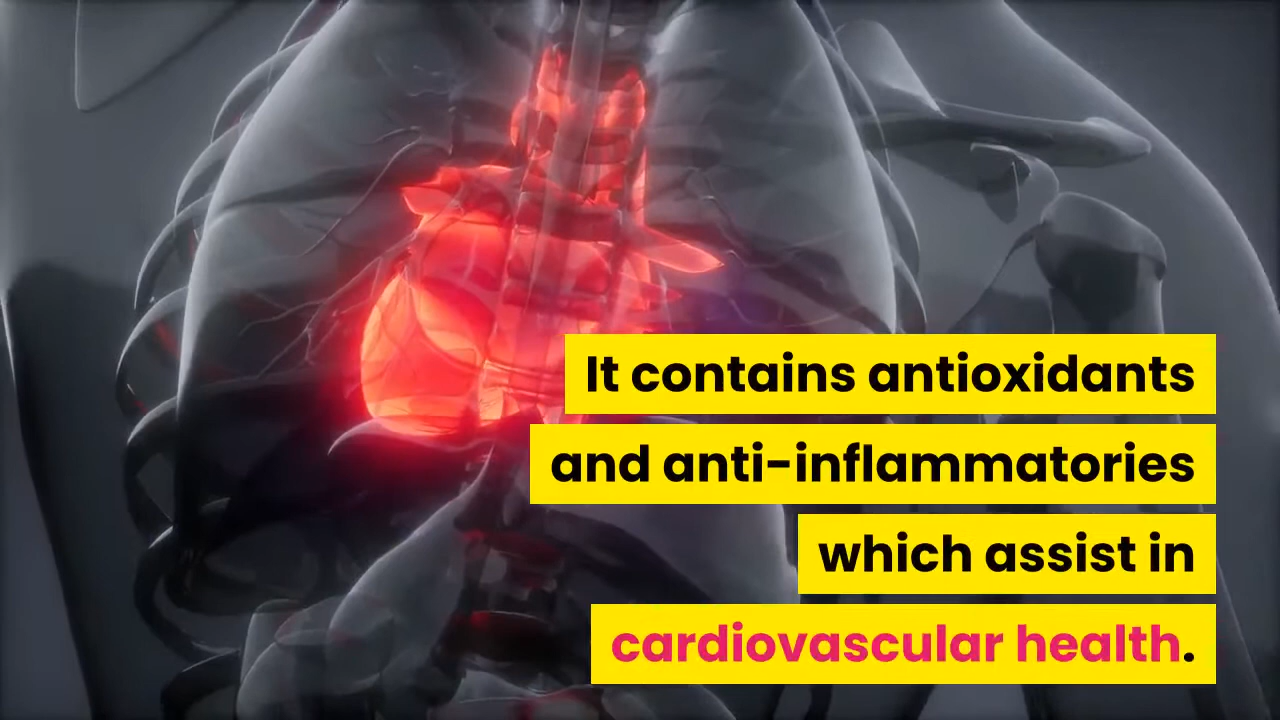 It contains antioxidants
and anti-inflammatories
which assist in
cardiovascular health.